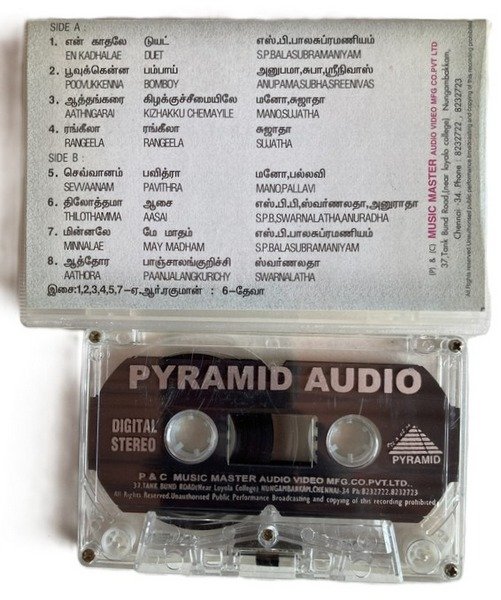 SIDE A :
1. என் காதலே டுயட் எஸ்.பி.பாலசுப்ரமணியம்
EN KADHALAE DUET S.P.BALASUBRAMANIYAM
2. பூவுக்கென்ன பம்பாய் அனுபமா,சுபா,ஸ்ரீநிவாஸ்
POOVUKKENNA BOMBOY ANUPAMA,SUBHA,SREENIVAS
3. ஆத்தங்கரை கிழக்குச்சீமையிலே மனோ,சுஜாதா
AATHNGARAI KIZHAKKU CHEMAYILE MANO,SUJATHA
4. ரங்கீலா ரங்கீலா சுஜாதா
RANGEELA RANGEELA SUJATHA
SIDE B :
5. செவ்வானம் பவித்ரா மனோ,பல்லவி
SEVVAANAM PAVITHRA MANO,PALLAVI
6. திலோத்தமா ஆசை எஸ்.பி.பி,ஸ்வர்ணலதா,அனுராதா
THILOTHAMMA AASAI S.P.B,SWARNALATHA,ANURADHA
7. மின்னலே மே மாதம் எஸ்.பி.பாலசுப்ரமணியம்
MINNALAE MAY MADHAM S.P.BALASUBRAMANIYAM
8. ஆத்தோர பாஞ்சாலங்குறிச்சி ஸ்வர்ணலதா
AATHORA PAANJALANGKURCHY SWARNALATHA
இசை:1,2,3,4,5,7-ஏ.ஆர்.ரகுமான் : 6-தேவா
(P) & (C) MUSIC MASTER AUDIO VIDEO MFG CO.PVT LTD
37,Tank Bund Road,(near loyola college) Nungambakkam,
Chennai -34. Phone : 8232722, 8232723
All Rights Reserved.Unauthorised public performance broadcasting and copying of this recording prohibited
PYRAMID AUDIO
DIGITAL
STEREO
PYRAMID
P & C MUSIC MASTER AUDIO VIDEO MFG.CO.PVT.LTD.,
37,TANK BUND ROAD(Near Loyola College) NUNGAMBAKKAM,CHENNAI-34 Ph:8232722,8232723
All Rights Reserved.Unauthorised Public Performance Broadcasting and copying of this recording prohibited